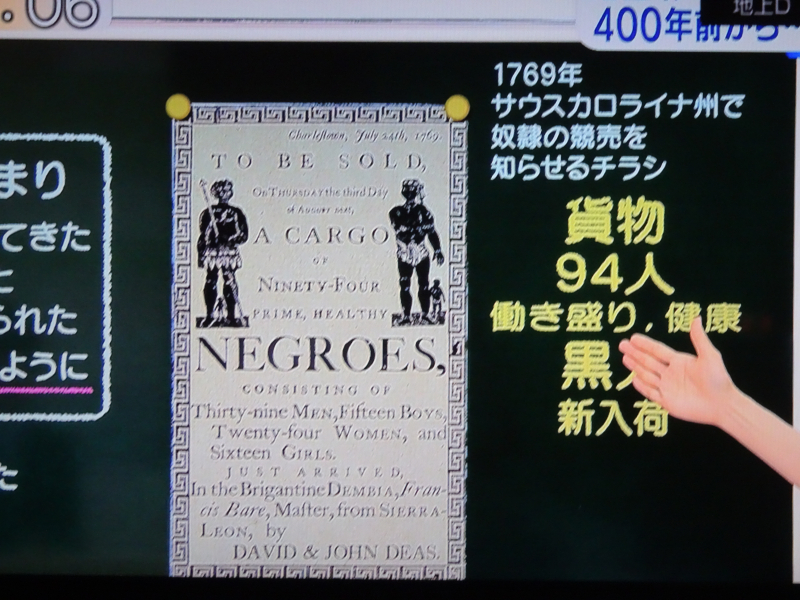 .06
地上D
400年前から…
1769年
サウスカロライナ州で
奴隷の競売を
知らせるチラシ
貨物
94人
働き盛り,健康
黒人
新入荷
まり
てきた
に
られた
ように
た
Charlestown, July 24th, 1769.
TO BE SOLD,
On THURSDAY the third Day
of AUGUST next,
A CARGO
OF
NINETY-FOUR
PRIME, HEALTHY
NEGROES,
CONSISTING OF
Thirty-nine MEN, Fifteen BOYS,
Twenty-four WOMEN, and
Sixteen GIRLS.
JUST ARRIVED,
In the Brigantine DEMBIA, Fran-
cis Bare, Master, from SIERRA-
LEON, by
DAVID & JOHN DEAS.